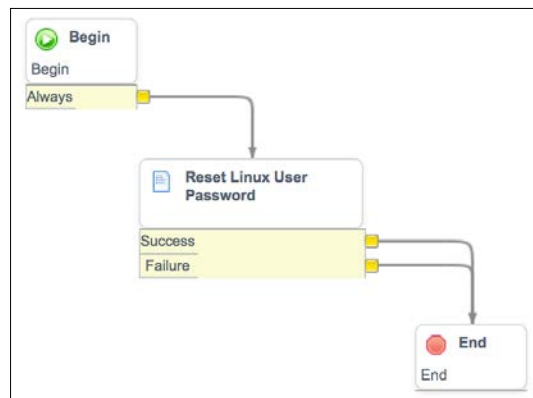 Begin
Begin
Always
Reset Linux User
Password
Success
Failure
End
End